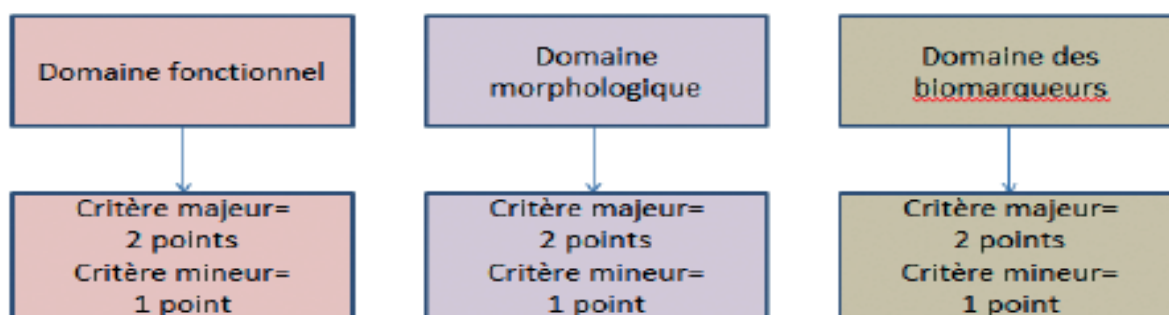 Domaine fonctionnel
Domaine
morphologique
Domaine des
biomarqueurs
Critère majeur=
2 points
Critère mineur=
1 point
Critère majeur=
2 points
Critère mineur=
1 point
Critère majeur=
2 points
Critère mineur=
1 point